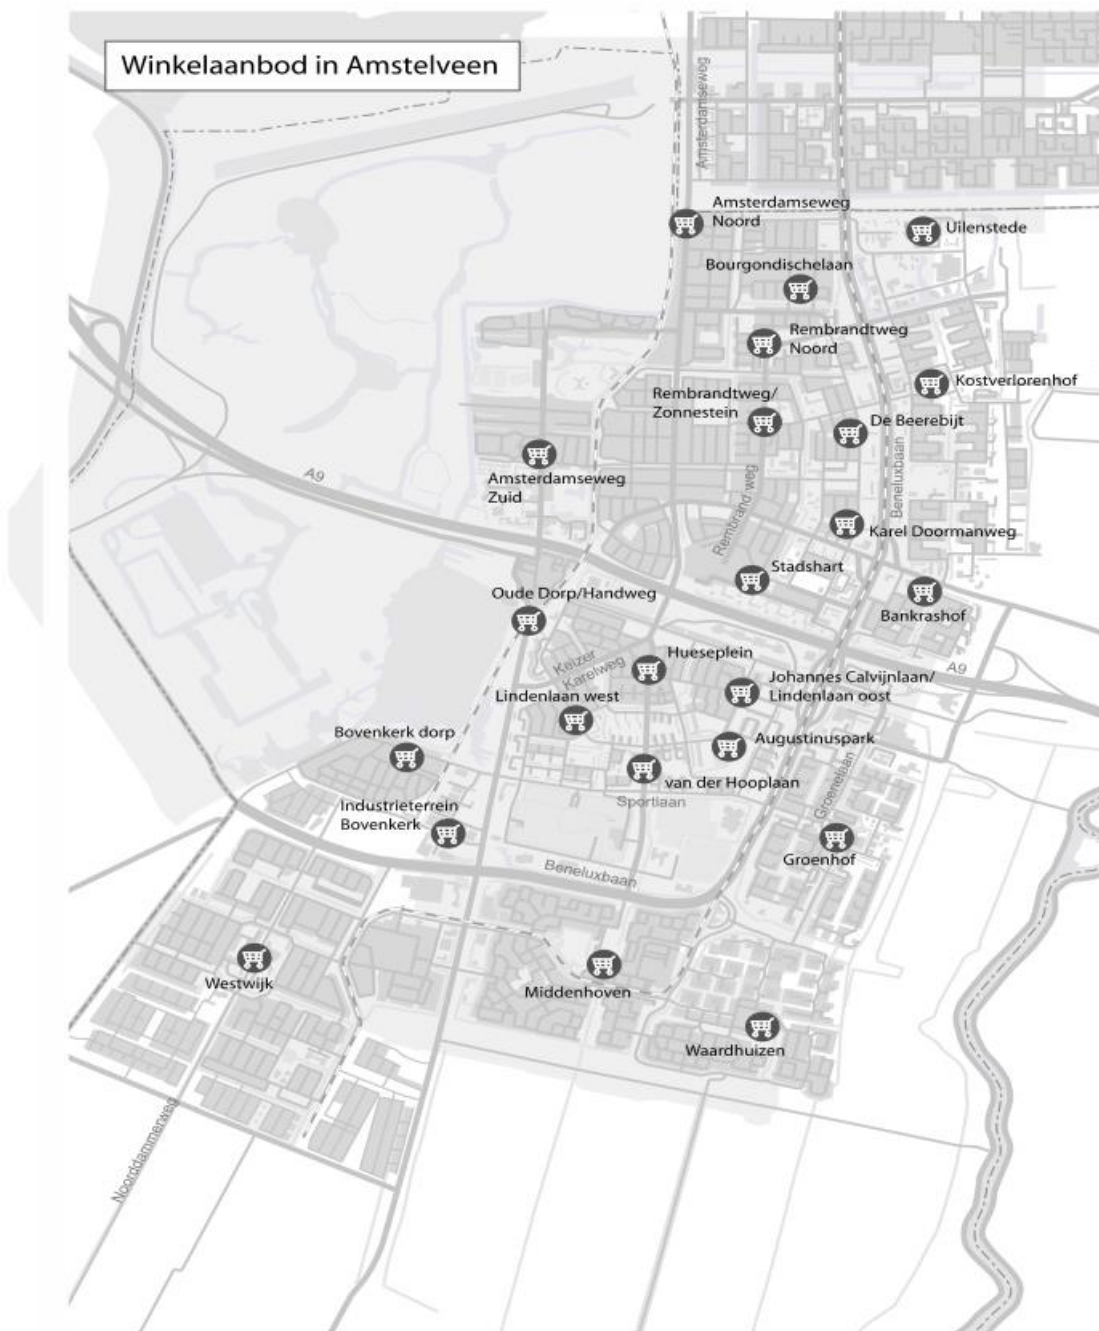 Winkelaanbod in Amstelveen
Amsterdamseweg
Amsterdamseweg
Noord
Uilenstede
Bourgondischelaan
Rembrandtweg
Noord
Kostverlorenhof
Rembrandtweg/
Zonnestein
De Beerebijt
Beneluxbaan
A9
Amsterdamseweg
Zuid
Rembrand weg
Karel Doormanweg
Stadshart
Oude Dorp/Handweg
Bankrashof
Keizer
Karelweg
Hueseplein
A9
Johannes Calvijnlaan/
Lindenlaan oost
Lindenlaan west
Bovenkerk dorp
Augustinuspark
van der Hooplaan
Sportlaan
Groenelaan
Industrieterrein
Bovenkerk
Groenhof
Beneluxbaan
Westwijk
Middenhoven
Waardhuizen
Noorddammerweg